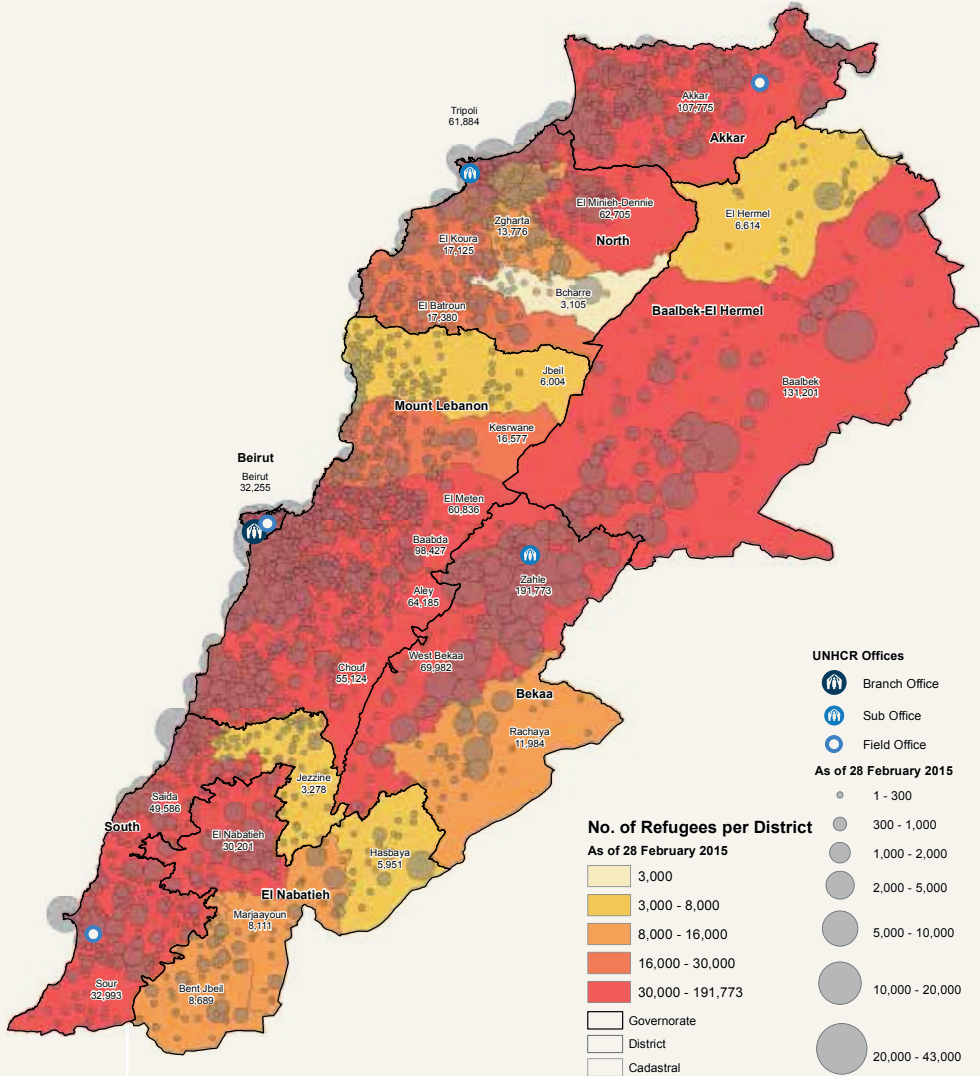 Akkar
107,775
Akkar
Tripoli
61,884
El Minieh-Dennie
62,705
North
Zgharta
13,776
El Koura
17,125
El Hermel
6,614
Bcharre
3,105
El Batroun
17,380
Baalbek-El Hermel
Jbeil
6,004
Baalbek
131,201
Mount Lebanon
Kesrwane
16,577
Beirut
Beirut
32,255
El Meten
60,836
Baabda
98,427
Zahle
191,773
Aley
64,185
West Bekaa
69,982
Chouf
55,124
Bekaa
Rachaya
11,984
Jezzine
3,278
Saida
49,586
South
El Nabatieh
30,201
Hasbaya
5,951
El Nabatieh
Marjaayoun
8,111
Sour
32,993
Bent Jbeil
8,689
UNHCR Offices
Branch Office
Sub Office
Field Office
As of 28 February 2015
1 - 300
300 - 1,000
1,000 - 2,000
2,000 - 5,000
5,000 - 10,000
10,000 - 20,000
20,000 - 43,000
No. of Refugees per District
As of 28 February 2015
3,000
3,000 - 8,000
8,000 - 16,000
16,000 - 30,000
30,000 - 191,773
Governorate
District
Cadastral